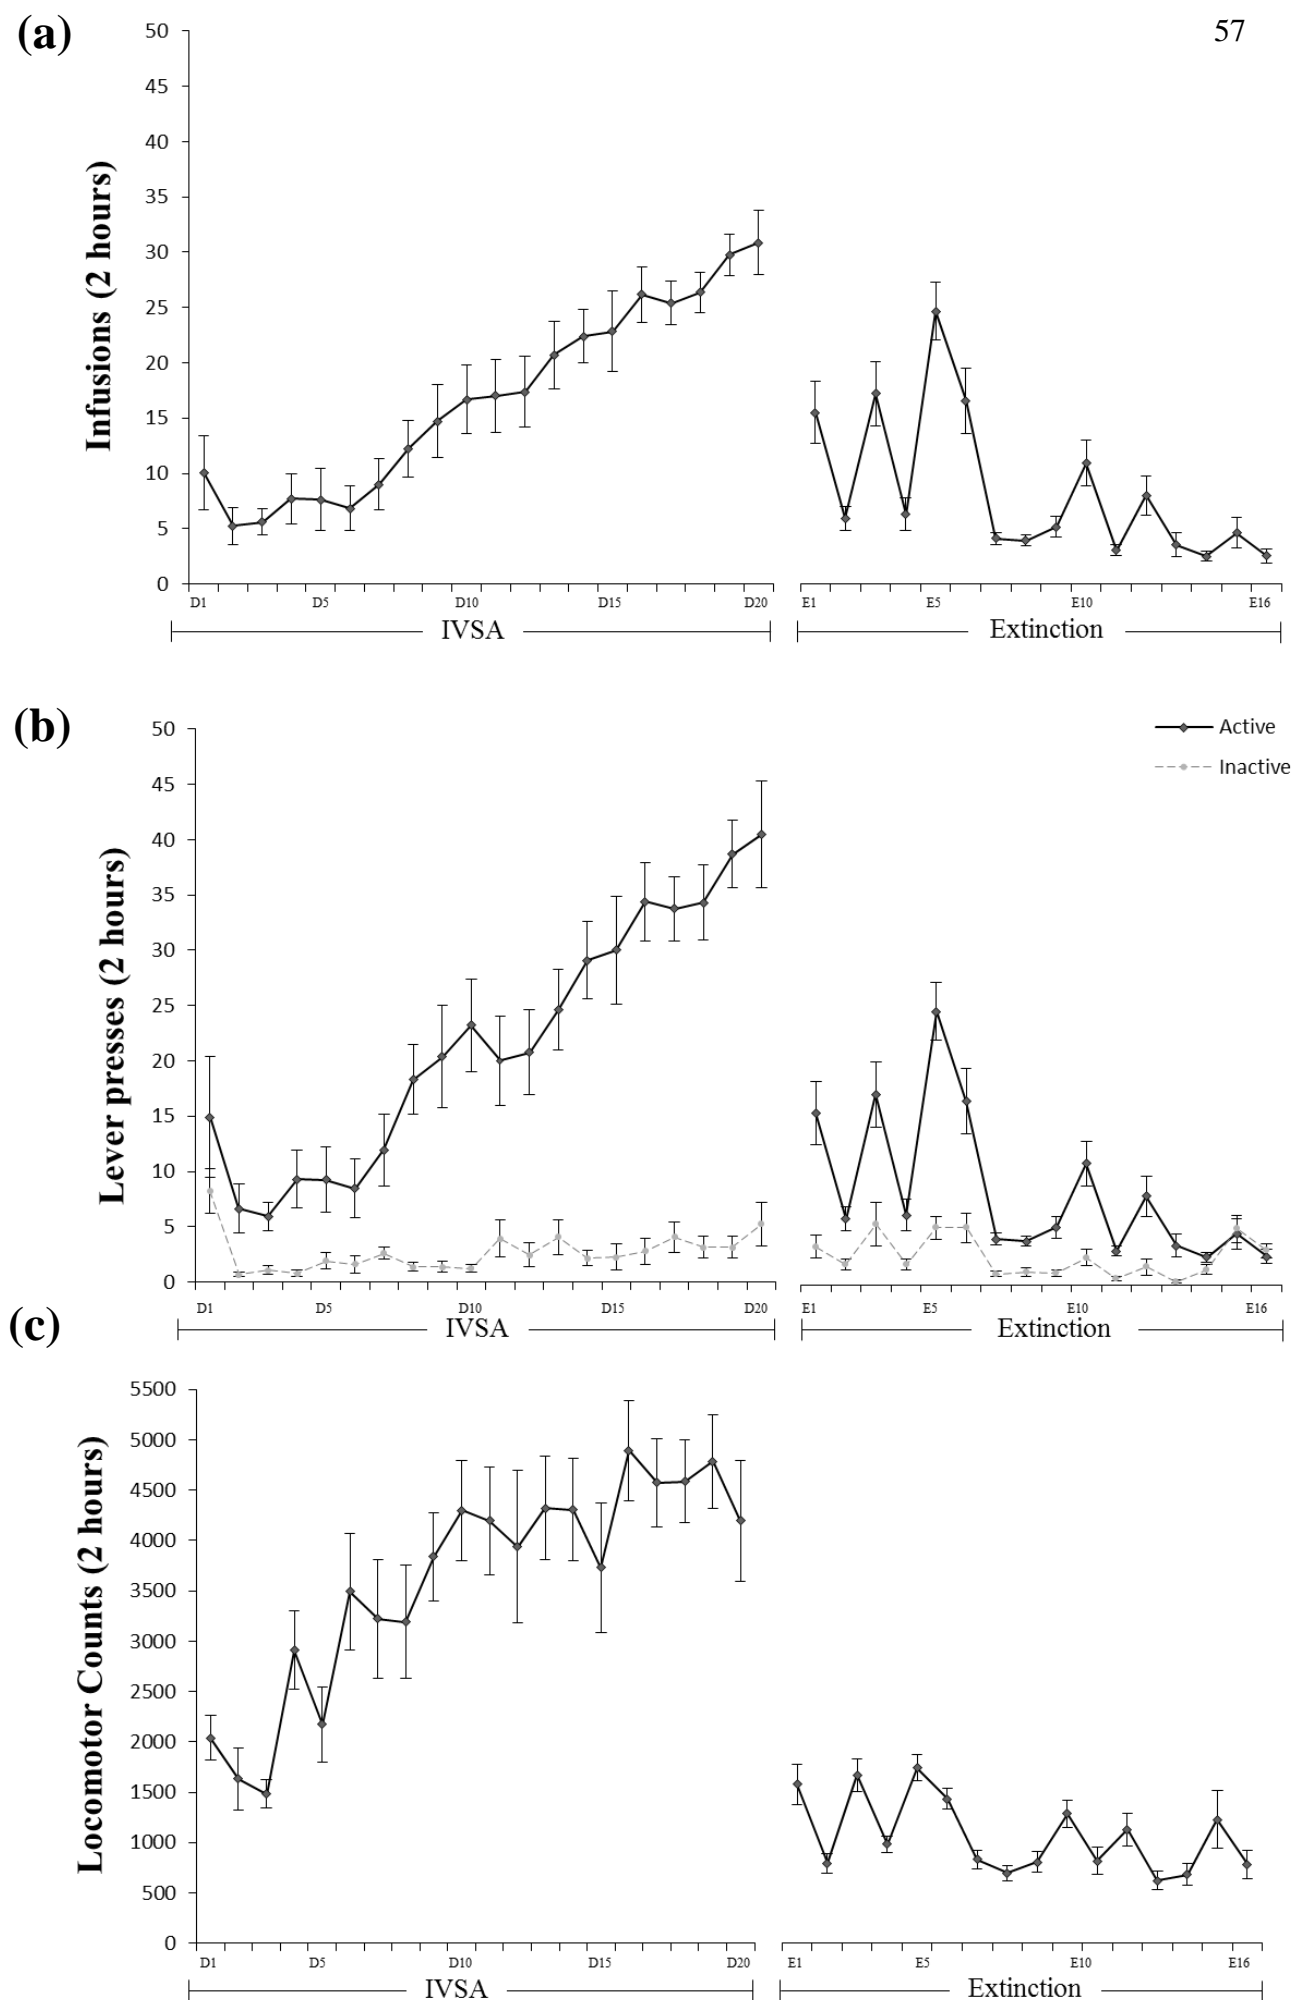 (a)
57
50
45
40
35
30
25
20
15
10
5
0
Infusions (2 hours)
D1 D5 D10 D15 D20 E1 E5 E10 E16
IVSA Extinction
(b)
Active
Inactive
50
45
40
35
30
25
20
15
10
5
0
Lever presses (2 hours)
D1 D5 D10 D15 D20 E1 E5 E10 E16
IVSA Extinction
(c)
5500
5000
4500
4000
3500
3000
2500
2000
1500
1000
500
0
Locomotor Counts (2 hours)
D1 D5 D10 D15 D20 E1 E5 E10 E16
IVSA Extinction